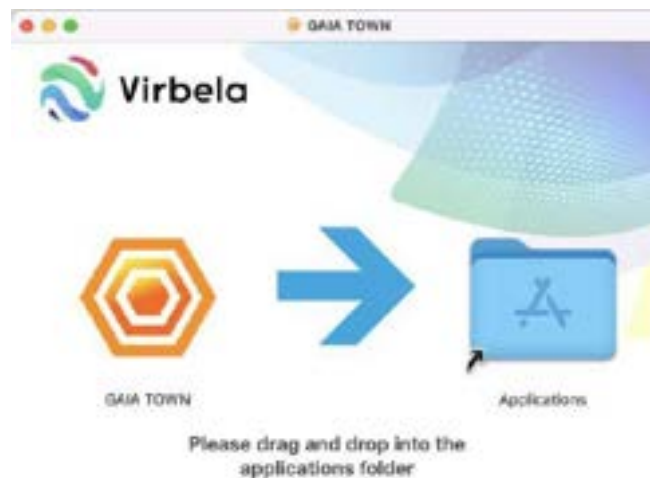 GAIA TOWN
Virbela
GAIA TOWN
Applications
Please drag and drop into the
applications folder